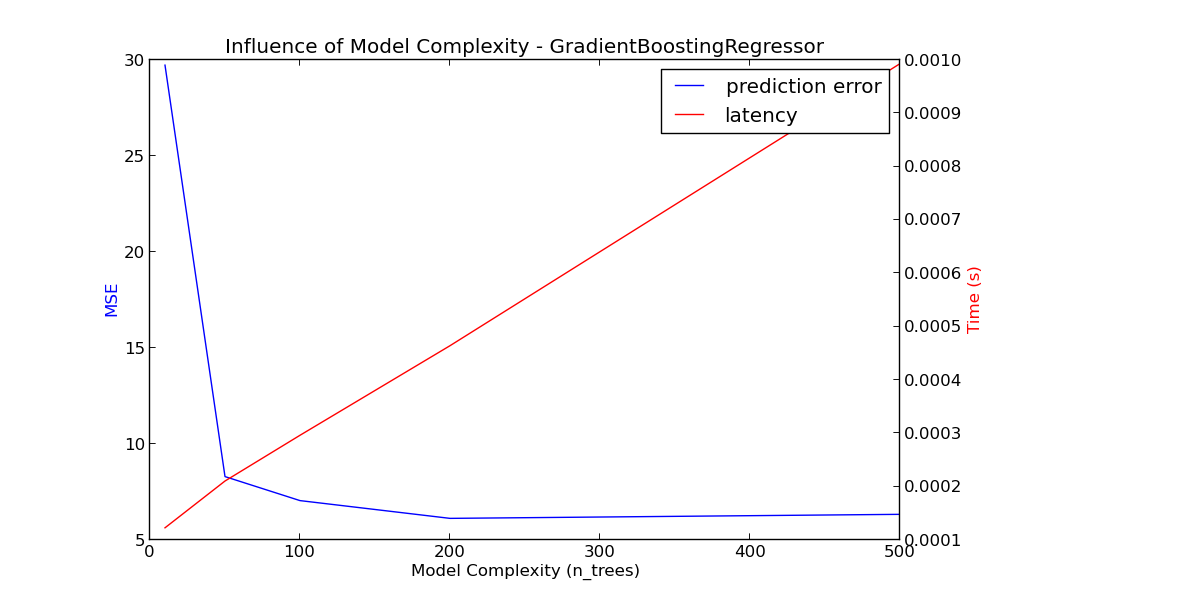 Influence of Model Complexity - GradientBoostingRegressor
prediction error
latency
30
25
20
15
10
5
MSE
0.0010
0.0009
0.0008
0.0007
0.0006
0.0005
0.0004
0.0003
0.0002
0.0001
Time (s)
0 100 200 300 400 500
Model Complexity (n_trees)